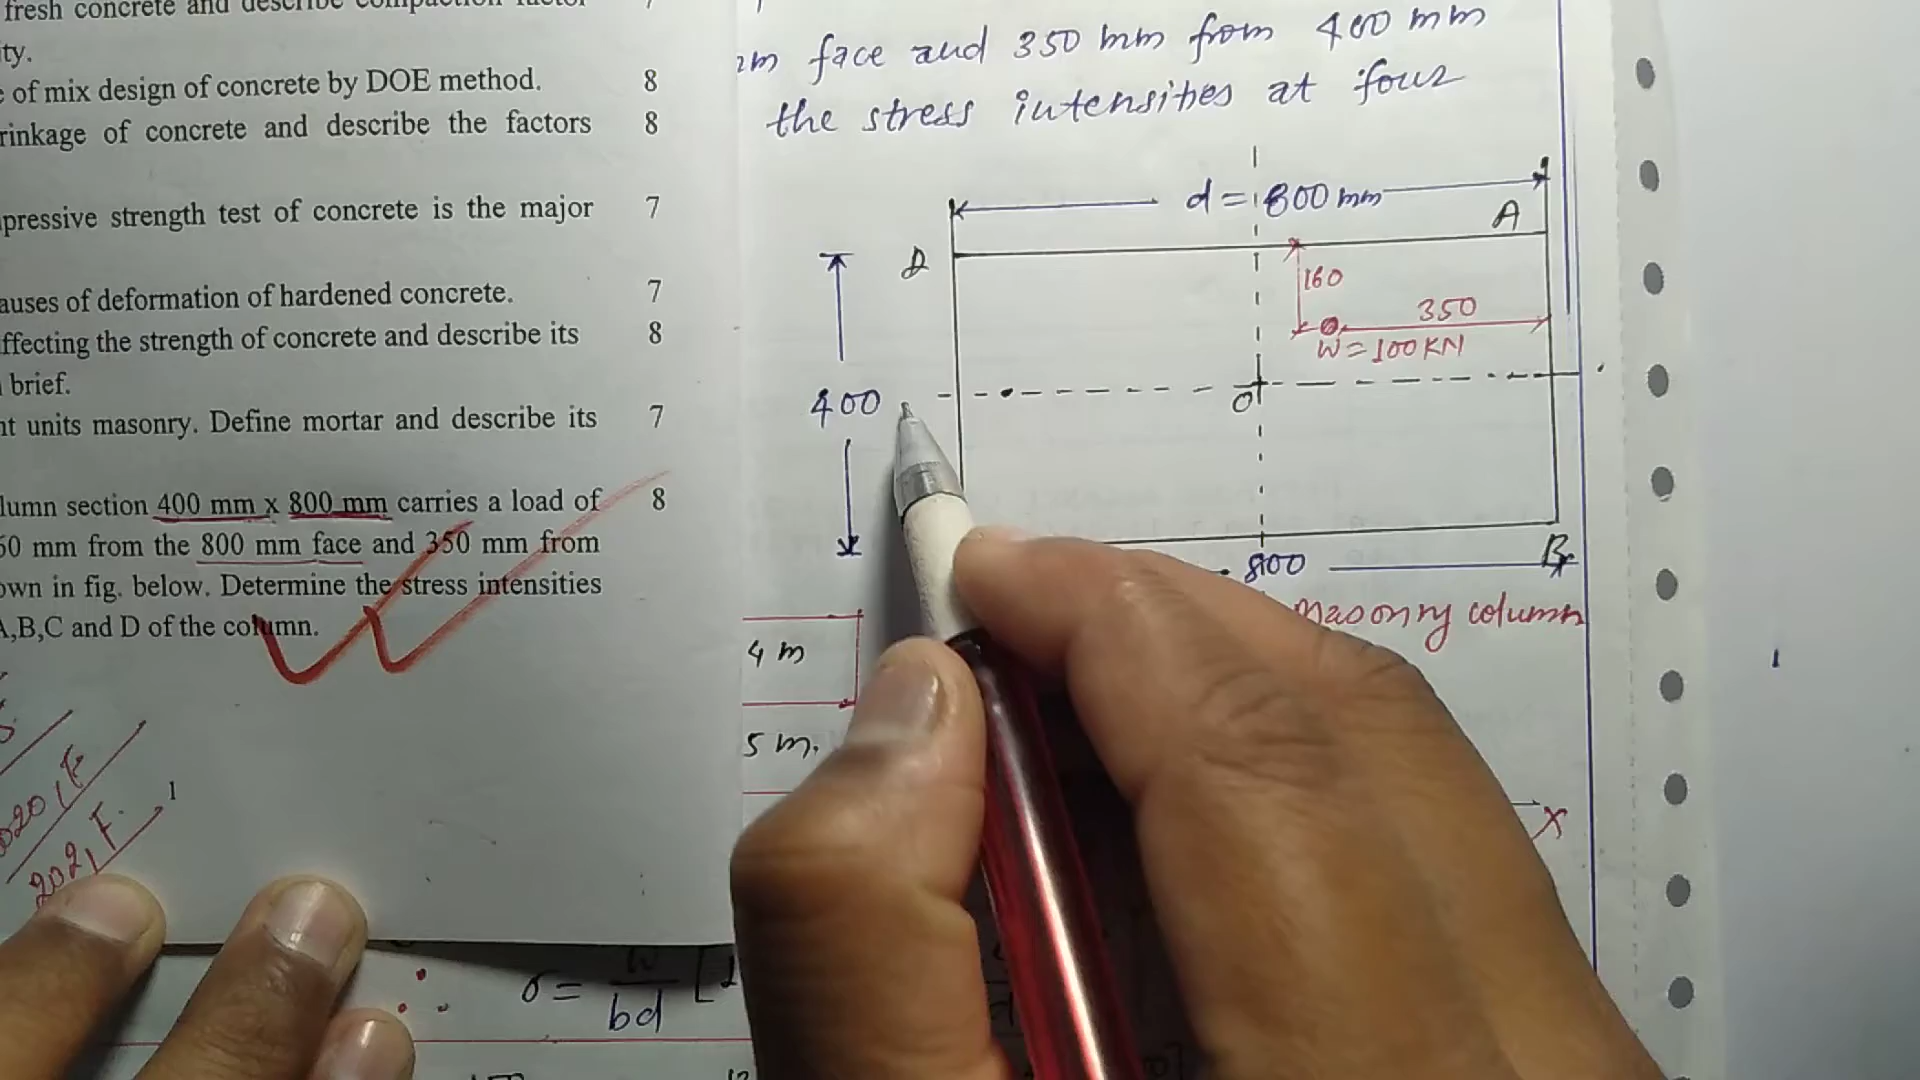 fresh concrete and describe compaction factor 7
ity.
of mix design of concrete by DOE method. 8
rinkage of concrete and describe the factors 8
pressive strength test of concrete is the major 7
auses of deformation of hardened concrete. 7
ffecting the strength of concrete and describe its 8
brief.
nt units masonry. Define mortar and describe its 7
lumn section 400 mm x 800 mm carries a load of 8
60 mm from the 800 mm face and 350 mm from
own in fig. below. Determine the stress intensities
A,B,C and D of the column.
2021 F.
1
face and 350 mm from 400 mm
the stress intensities at four
d = 800 mm
A
D
160
350
W = 100 KN
400
O
B
800
masonry column
4 m
5 m.
X
σ = W/bd [